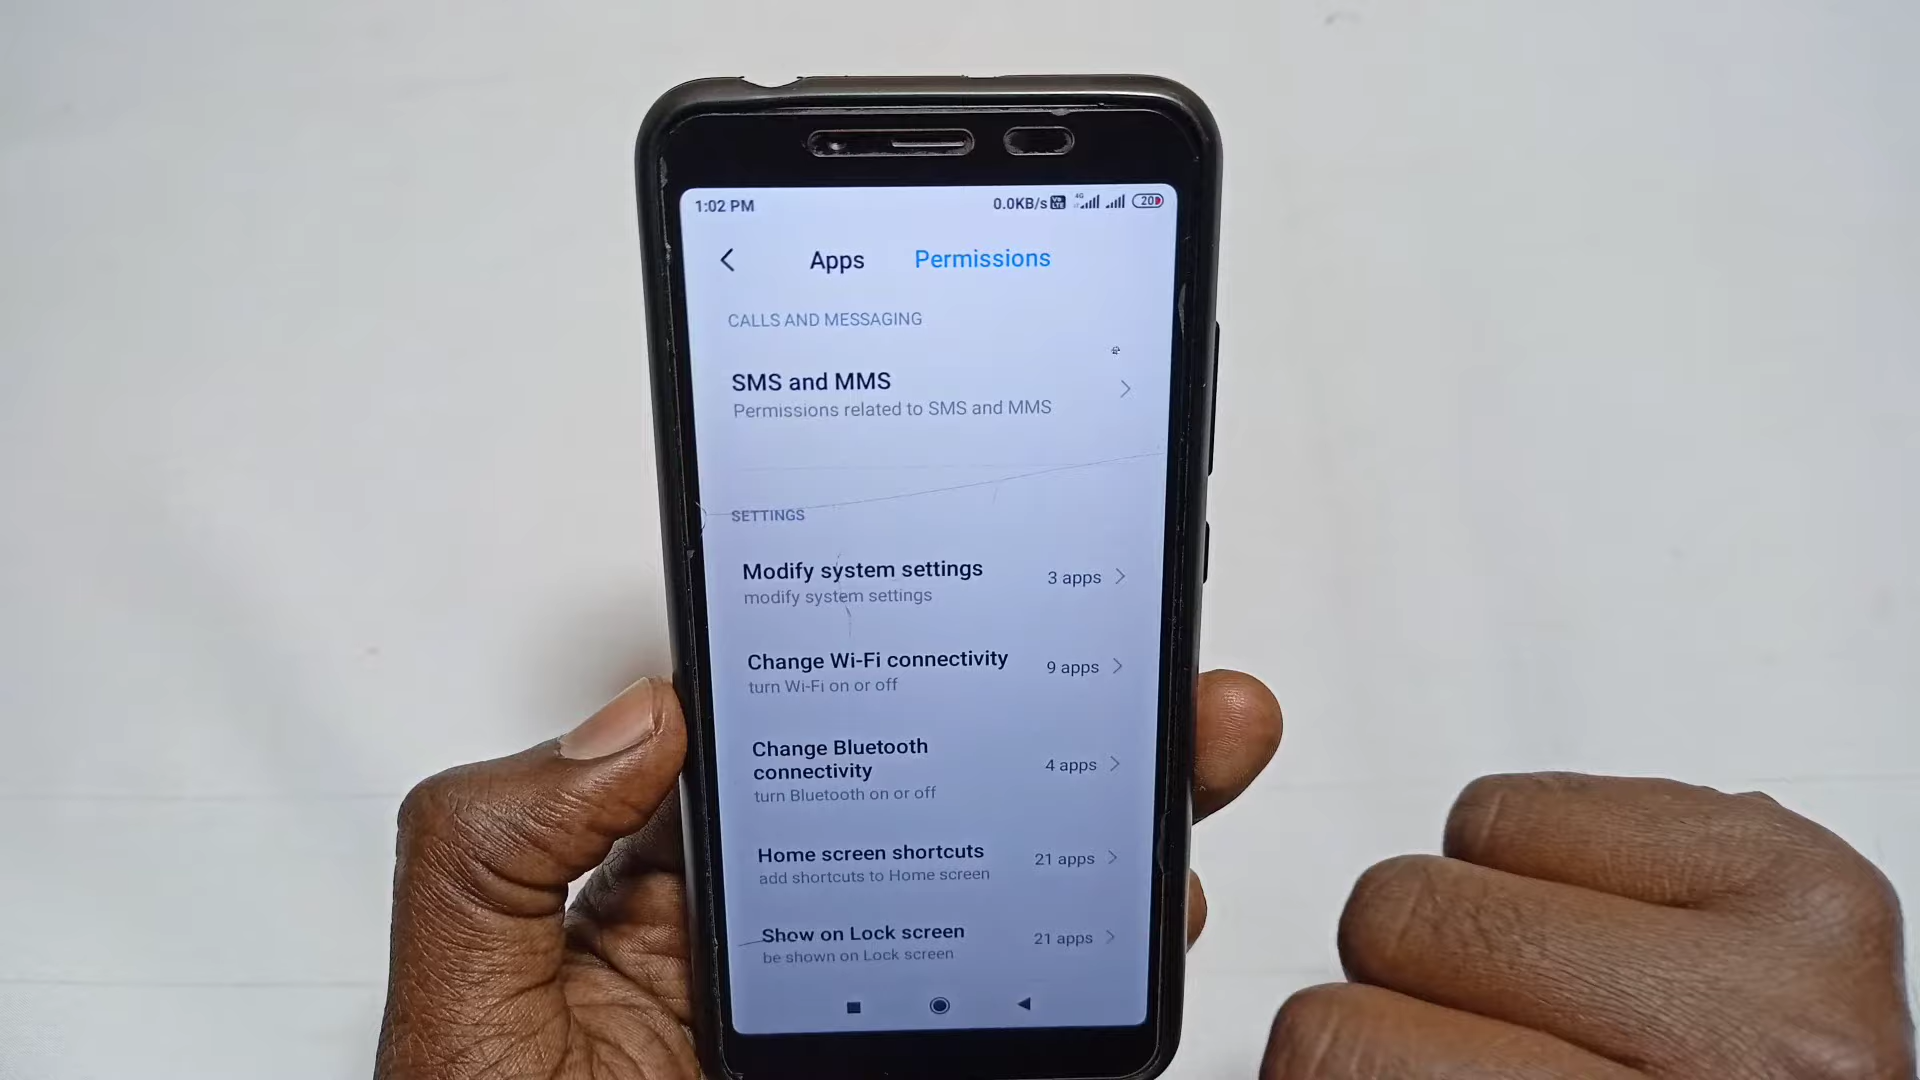 1:02 PM 0.0KB/s Vo LTE 4G 20
Apps Permissions
CALLS AND MESSAGING
SMS and MMS
Permissions related to SMS and MMS
SETTINGS
Modify system settings 3 apps
modify system settings
Change Wi-Fi connectivity 9 apps
turn Wi-Fi on or off
Change Bluetooth
connectivity 4 apps
turn Bluetooth on or off
Home screen shortcuts 21 apps
add shortcuts to Home screen
Show on Lock screen 21 apps
be shown on Lock screen